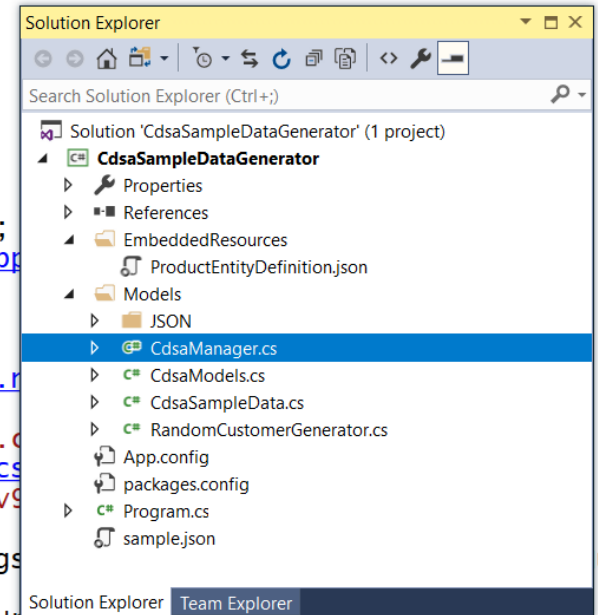 Solution Explorer
Search Solution Explorer (Ctrl+;)
Solution 'CdsaSampleDataGenerator' (1 project)
C# CdsaSampleDataGenerator
Properties
References
;
EmbeddedResources
ProductEntityDefinition.json
Models
JSON
C# CdsaManager.cs
C# CdsaModels.cs
C# CdsaSampleData.cs
C# RandomCustomerGenerator.cs
App.config
packages.config
C# Program.cs
sample.json
gs
Solution Explorer Team Explorer